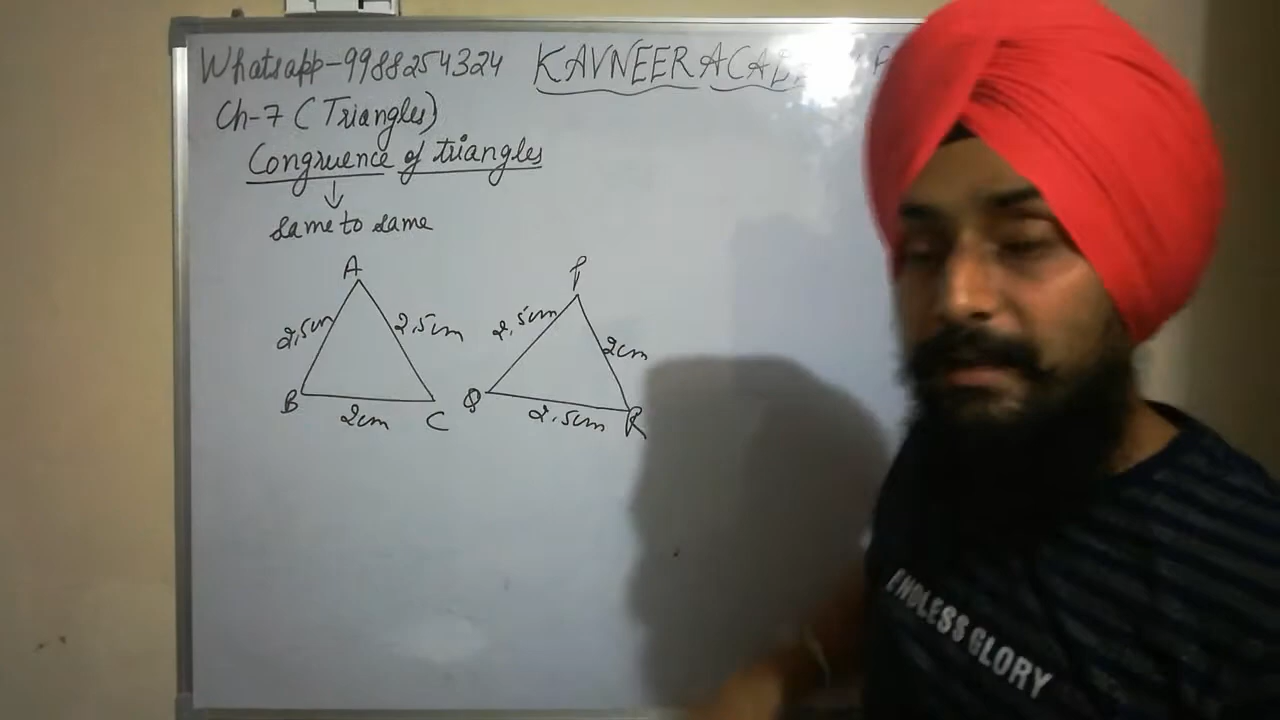 Whatsapp-9988254324 KAVNEER
Ch-7 (Triangles)
Congruence of triangles
↓
Same to same
A
P
2.5cm
2.5cm
2.5cm
2cm
B
2cm
C
Q
2.5cm
R
ENDLESS GLORY